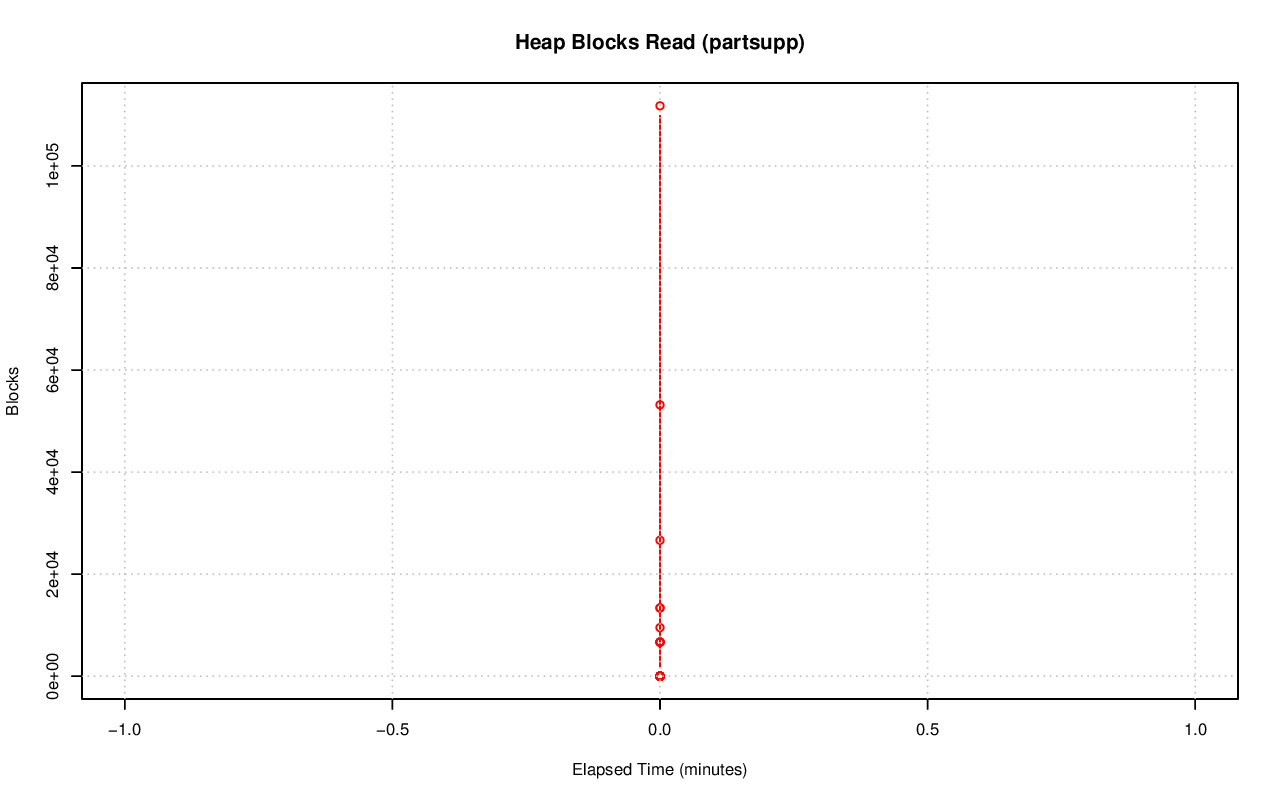 Heap Blocks Read (partsupp)
1e+05
8e+04
6e+04
4e+04
2e+04
0e+00
Blocks
−1.0
−0.5
0.0
0.5
1.0
Elapsed Time (minutes)